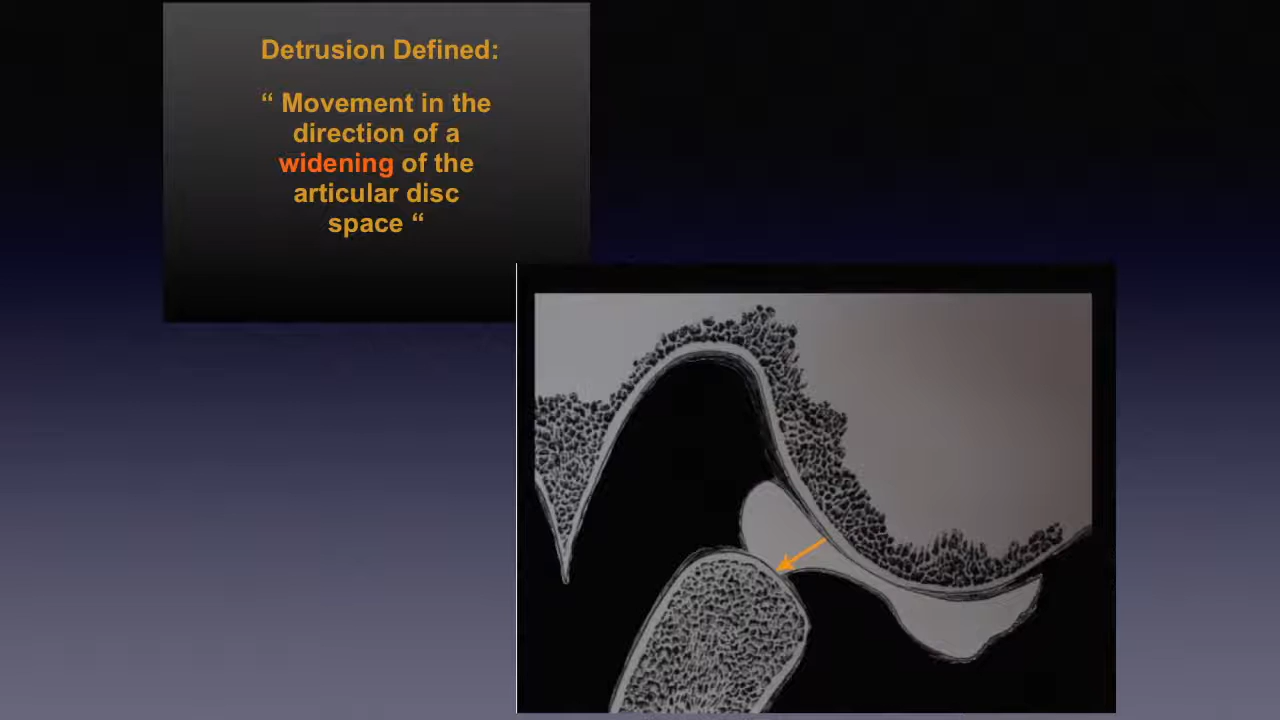 Detrusion Defined:
“ Movement in the
direction of a
widening of the
articular disc
space “